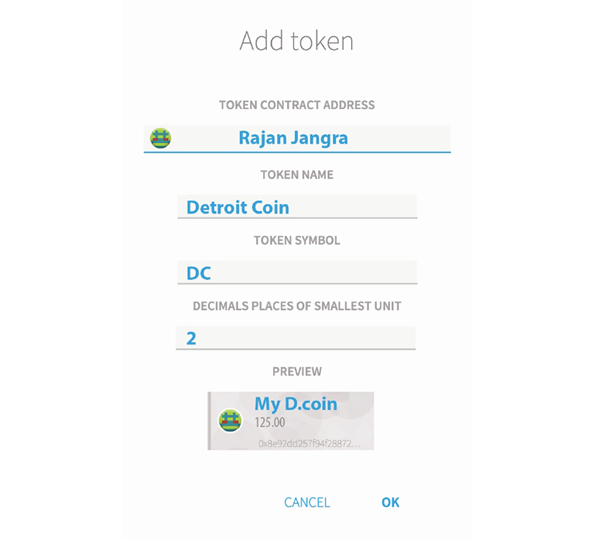 Add token
TOKEN CONTRACT ADDRESS
Rajan Jangra
TOKEN NAME
Detroit Coin
TOKEN SYMBOL
DC
DECIMALS PLACES OF SMALLEST UNIT
2
PREVIEW
My D.coin
125.00
0x8e92dd257f94f28872...
CANCEL OK